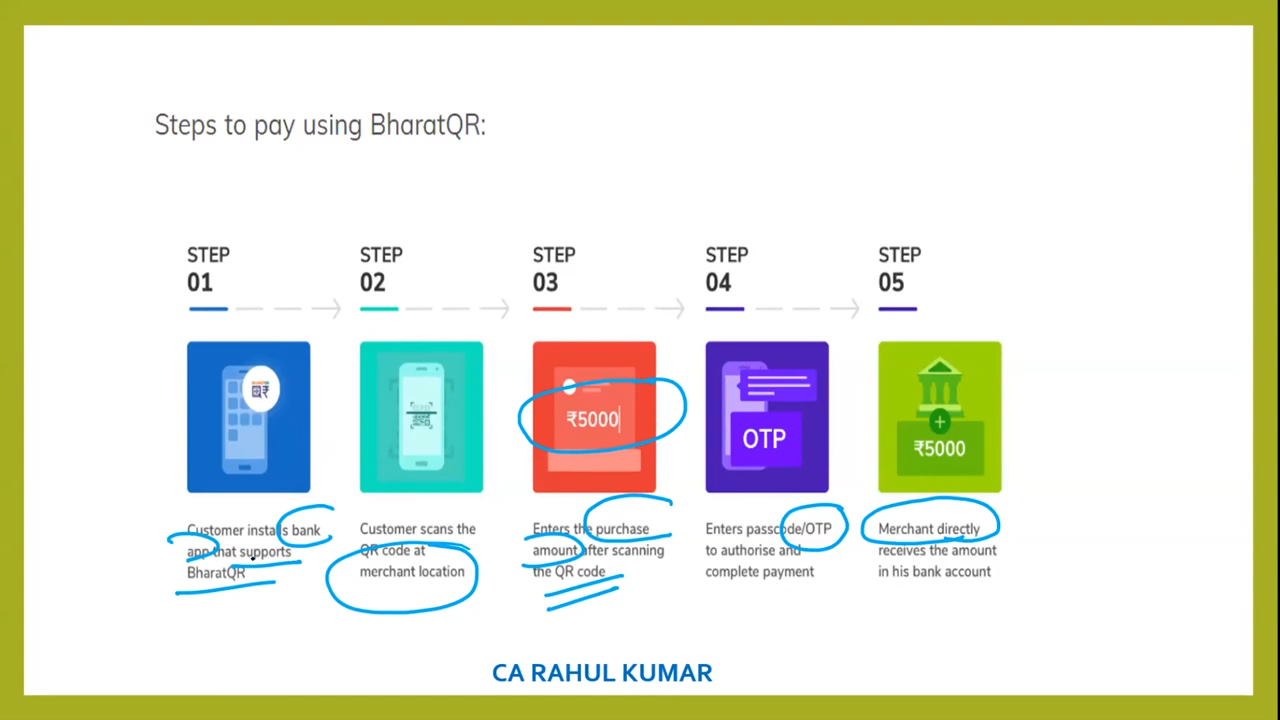 Steps to pay using BharatQR:
STEP
01
STEP
02
STEP
03
STEP
04
STEP
05
₹5000
OTP
₹5000
Customer installs bank
app that supports
BharatQR
Customer scans the
QR code at
merchant location
Enters the purchase
amount after scanning
the QR code
Enters passcode/OTP
to authorise and
complete payment
Merchant directly
receives the amount
in his bank account
CA RAHUL KUMAR